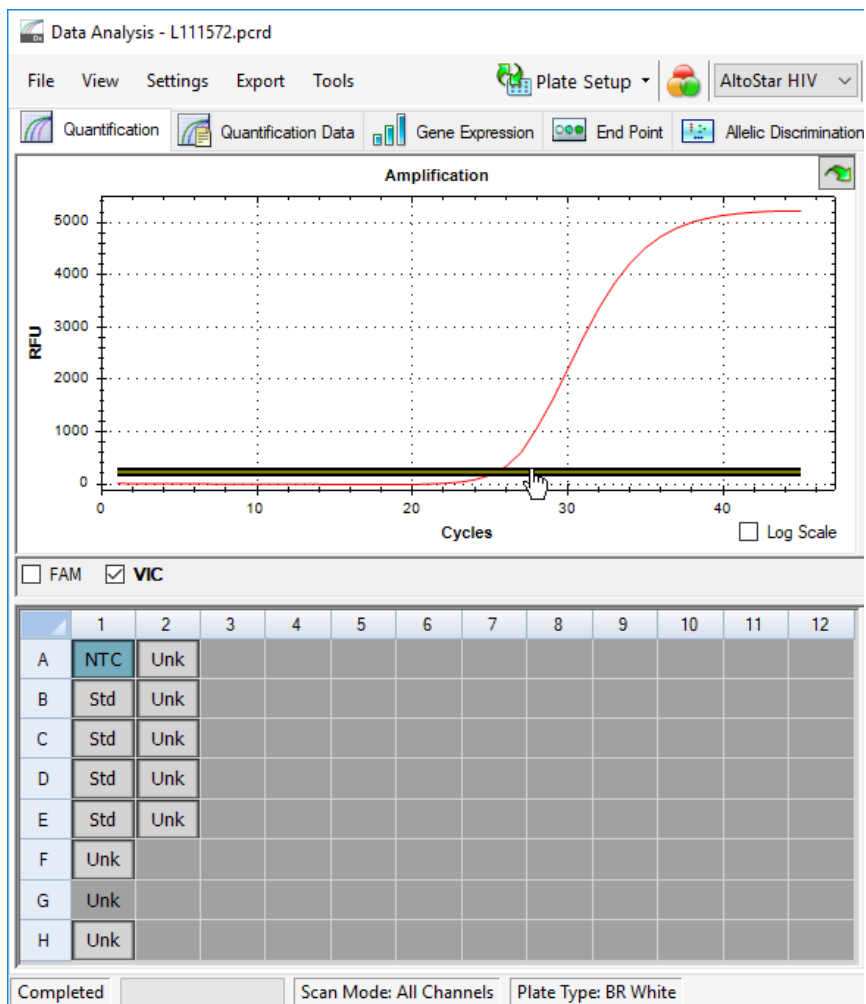 Data Analysis - L111572.pcrd
File View Settings Export Tools Plate Setup AltoStar HIV
Quantification Quantification Data Gene Expression End Point Allelic Discrimination
Amplification
5000
4000
3000
2000
1000
0
RFU
0 10 20 30 40
Cycles
Log Scale
FAM VIC
1 2 3 4 5 6 7 8 9 10 11 12
A NTC Unk
B Std Unk
C Std Unk
D Std Unk
E Std Unk
F Unk
G Unk
H Unk
Completed Scan Mode: All Channels Plate Type: BR White